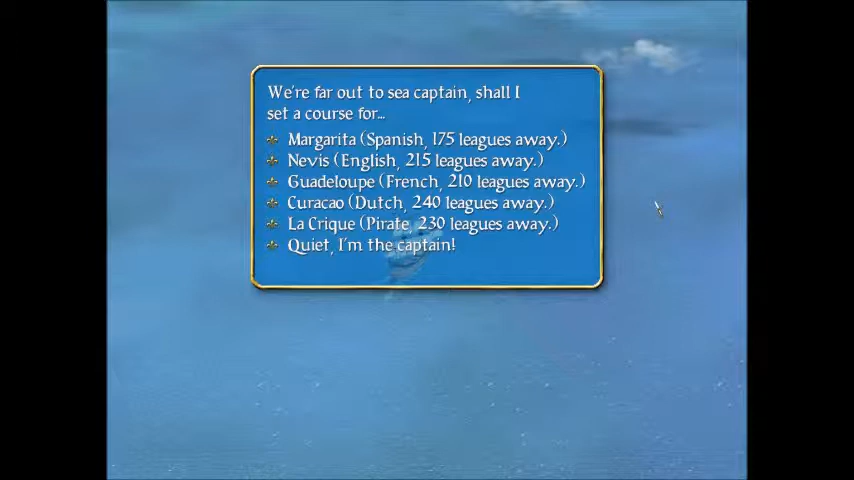 We're far out to sea captain, shall I
set a course for...
Margarita (Spanish, 175 leagues away.)
Nevis (English, 215 leagues away.)
Guadeloupe (French, 210 leagues away.)
Curacao (Dutch, 240 leagues away.)
La Crique (Pirate, 230 leagues away.)
Quiet, I'm the captain!